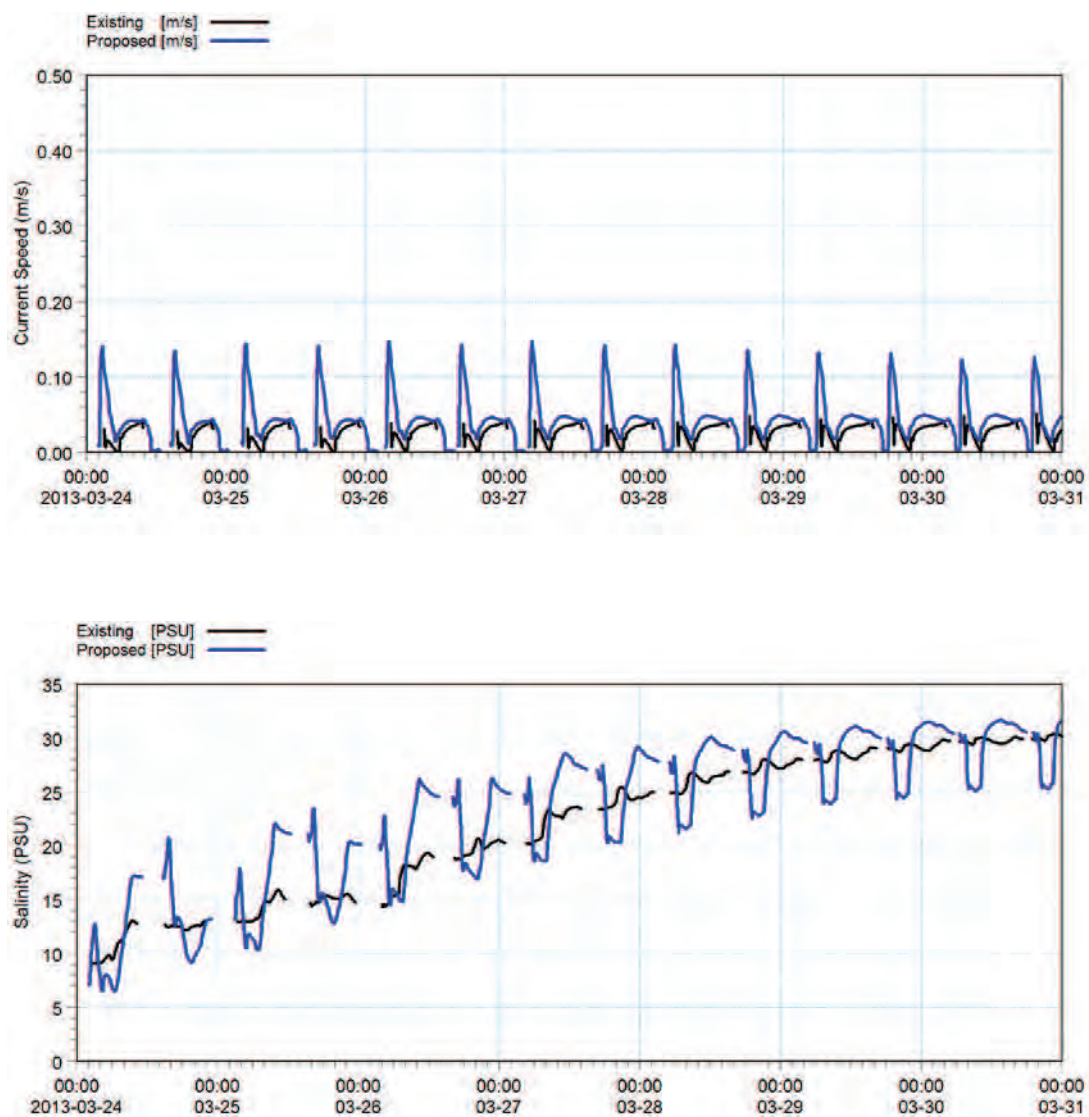 Existing [m/s]
Proposed [m/s]
0.50
0.40
0.30
0.20
0.10
0.00
Current Speed (m/s)
00:00 00:00 00:00 00:00 00:00 00:00 00:00 00:00
2013-03-24 03-25 03-26 03-27 03-28 03-29 03-30 03-31
Existing [PSU]
Proposed [PSU]
35
30
25
20
15
10
5
0
Salinity (PSU)
00:00 00:00 00:00 00:00 00:00 00:00 00:00 00:00
2013-03-24 03-25 03-26 03-27 03-28 03-29 03-30 03-31